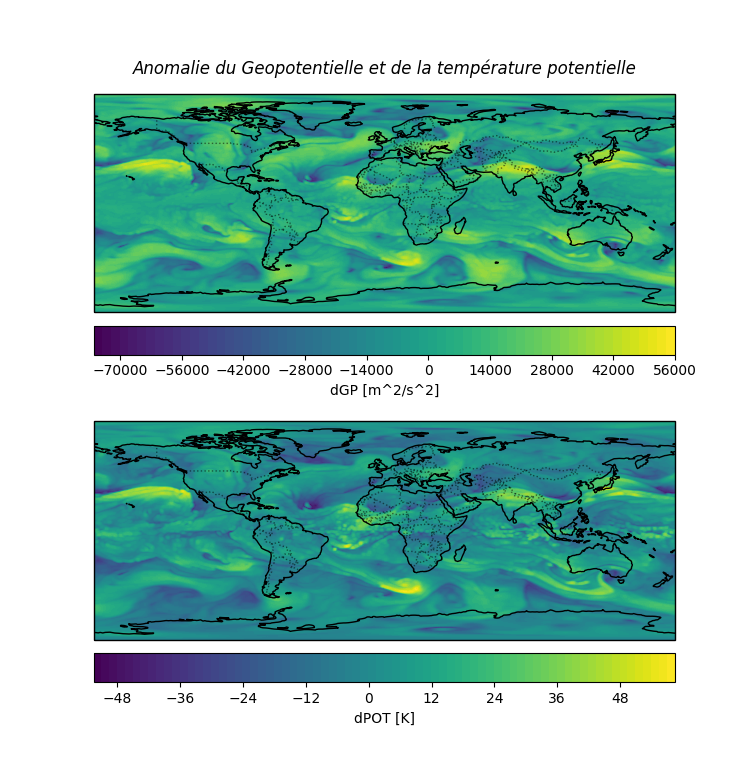 Anomalie du Geopotentielle et de la température potentielle
−70000 −56000 −42000 −28000 −14000 0 14000 28000 42000 56000
dGP [m^2/s^2]
−48 −36 −24 −12 0 12 24 36 48
dPOT [K]